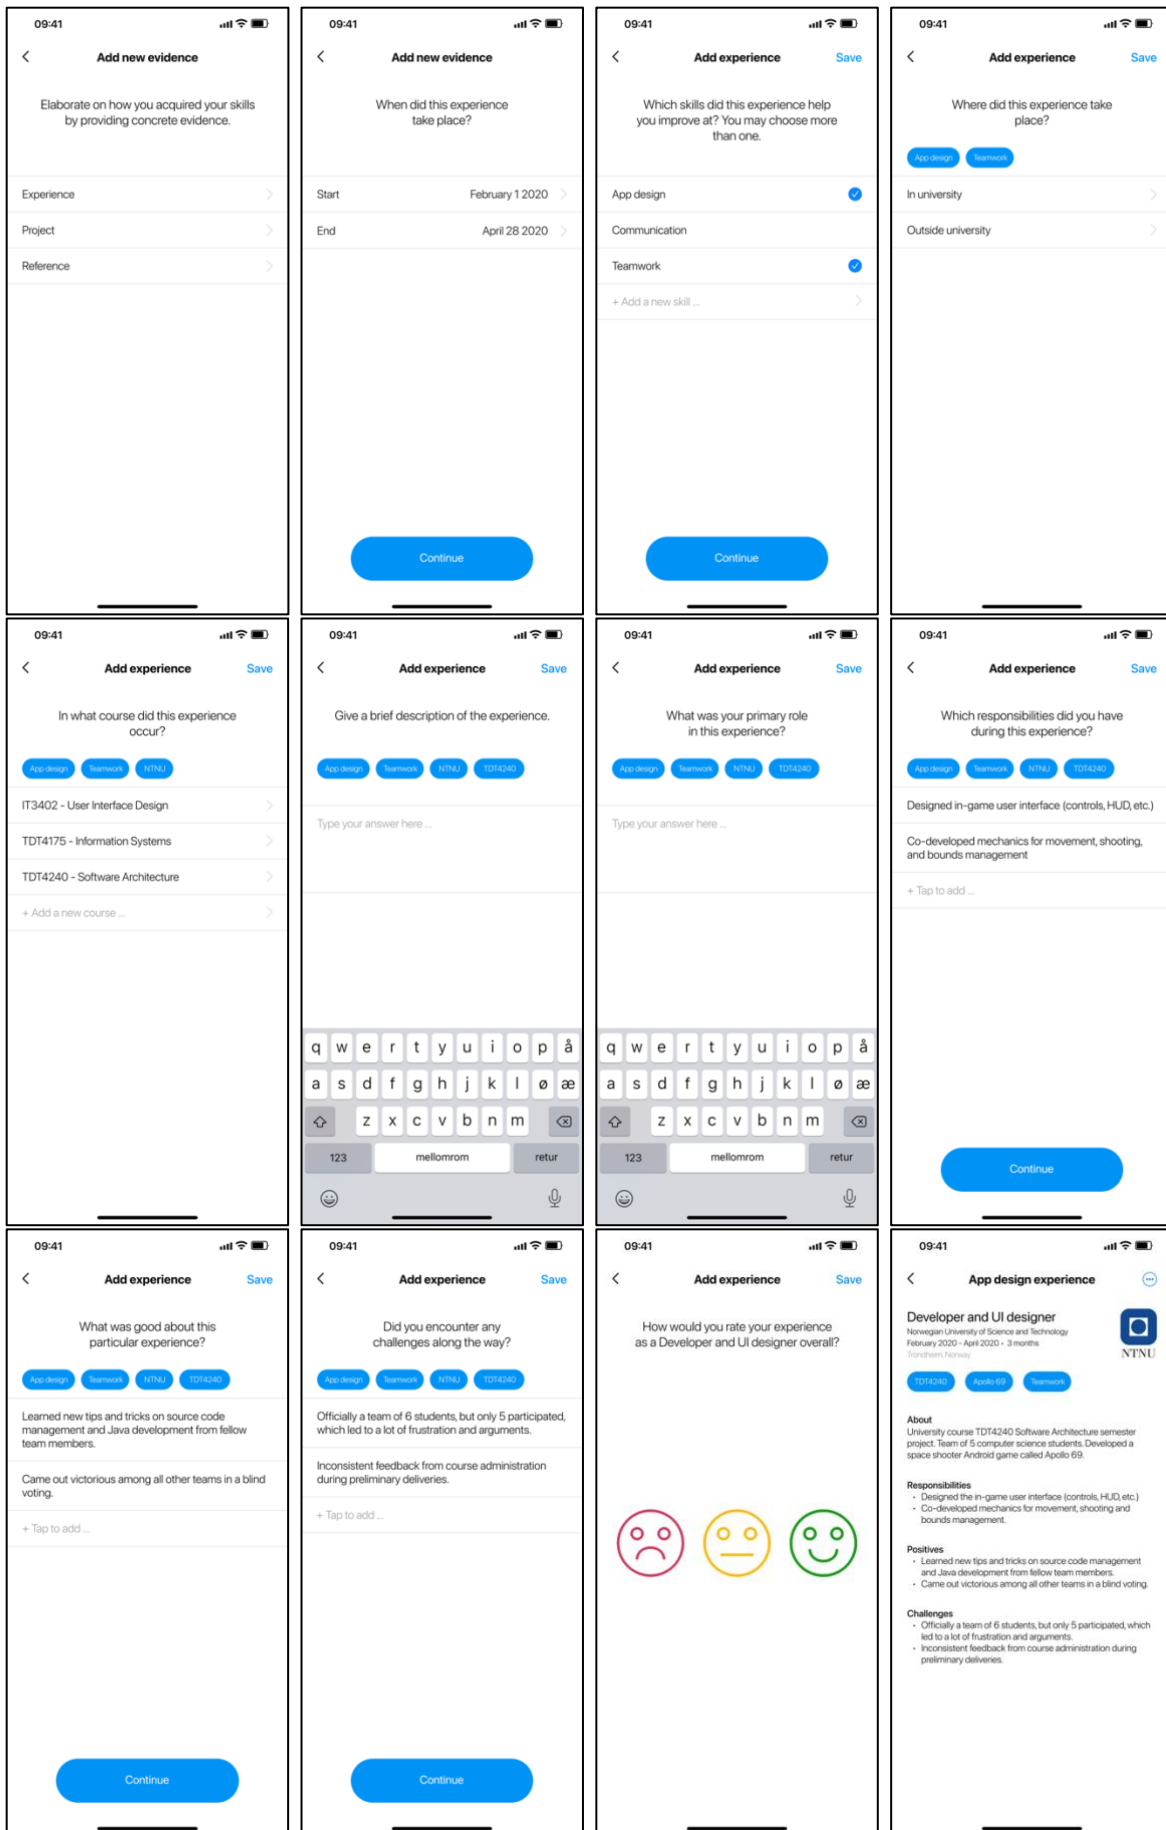 09:41
Add new evidence
Elaborate on how you acquired your skills
by providing concrete evidence.
Experience
Project
Reference
09:41
Add new evidence
When did this experience
take place?
Start February 1 2020
End April 28 2020
Continue
09:41
Add experience Save
Which skills did this experience help
you improve at? You may choose more
than one.
App design
Communication
Teamwork
+ Add a new skill ...
Continue
09:41
Add experience Save
Where did this experience take
place?
App design Teamwork
In university
Outside university
09:41
Add experience Save
In what course did this experience
occur?
App design Teamwork NTNU
IT3402 - User Interface Design
TDT4175 - Information Systems
TDT4240 - Software Architecture
+ Add a new course ...
09:41
Add experience Save
Give a brief description of the experience.
App design Teamwork NTNU TDT4240
Type your answer here ...
q w e r t y u i o p å
a s d f g h j k l ø æ
z x c v b n m
123 mellomrom retur
09:41
Add experience Save
What was your primary role
in this experience?
App design Teamwork NTNU TDT4240
Type your answer here ...
q w e r t y u i o p å
a s d f g h j k l ø æ
z x c v b n m
123 mellomrom retur
09:41
Add experience Save
Which responsibilities did you have
during this experience?
App design Teamwork NTNU TDT4240
Designed in-game user interface (controls, HUD, etc.)
Co-developed mechanics for movement, shooting,
and bounds management
+ Tap to add ...
Continue
09:41
Add experience Save
What was good about this
particular experience?
App design Teamwork NTNU TDT4240
Learned new tips and tricks on source code
management and Java development from fellow
team members.
Came out victorious among all other teams in a blind
voting.
+ Tap to add ...
Continue
09:41
Add experience Save
Did you encounter any
challenges along the way?
App design Teamwork NTNU TDT4240
Officially a team of 6 students, but only 5 participated,
which led to a lot of frustration and arguments.
Inconsistent feedback from course administration
during preliminary deliveries.
+ Tap to add ...
Continue
09:41
Add experience Save
How would you rate your experience
as a Developer and UI designer overall?
09:41
App design experience
Developer and UI designer
Norwegian University of Science and Technology
February 2020 - April 2020 • 3 months
Trondheim, Norway
NTNU
TDT4240 Apollo 69 Teamwork
About
University course TDT4240 Software Architecture semester
project. Team of 5 computer science students. Developed a
space shooter Android game called Apollo 69.
Responsibilities
• Designed the in-game user interface (controls, HUD, etc.)
• Co-developed mechanics for movement, shooting and
bounds management.
Positives
• Learned new tips and tricks on source code management
and Java development from fellow team members.
• Came out victorious among all other teams in a blind voting.
Challenges
• Officially a team of 6 students, but only 5 participated, which
led to a lot of frustration and arguments.
• Inconsistent feedback from course administration during
preliminary deliveries.